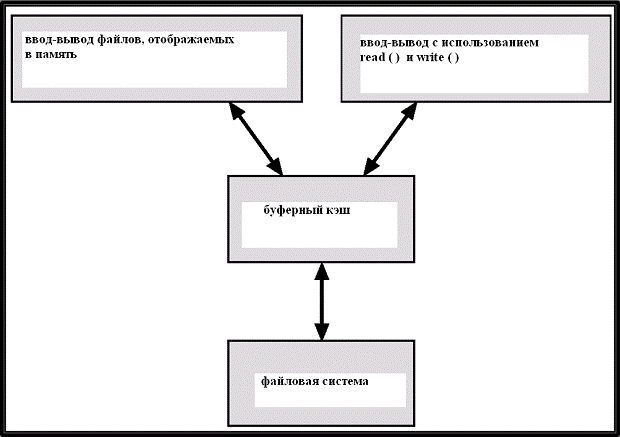 ввод-вывод файлов, отображаемых
в память
ввод-вывод с использованием
read ( ) и write ( )
буферный кэш
файловая система